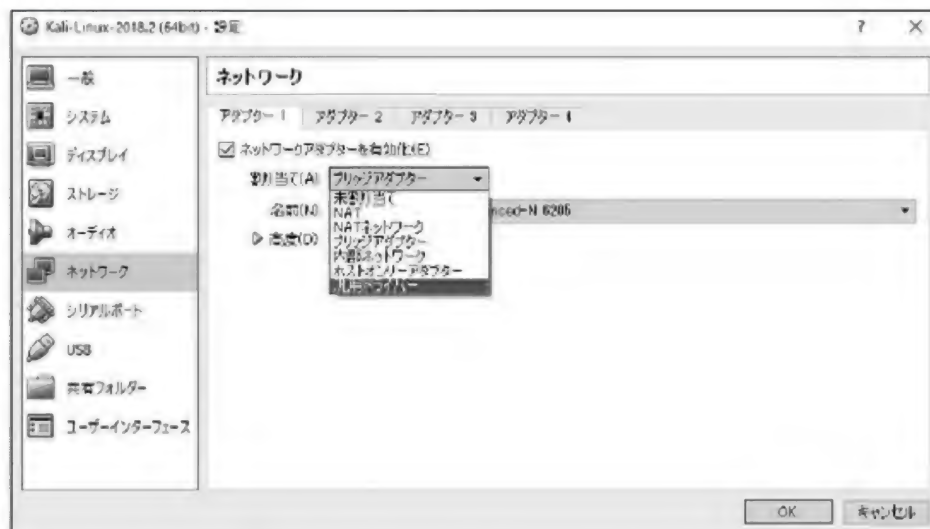 Kali-Linux-2018.2 (64bit) - 設定
? ×
一般
システム
ディスプレイ
ストレージ
オーディオ
ネットワーク
シリアルポート
USB
共有フォルダー
ユーザーインターフェース
ネットワーク
アダプター 1 アダプター 2 アダプター 3 アダプター 4
ネットワークアダプターを有効化(E)
割り当て(A) ブリッジアダプター
未割り当て
NAT
NATネットワーク
ブリッジアダプター
内部ネットワーク
ホストオンリーアダプター
汎用ドライバー
名前(N) nced-N 6205
高度(D)
OK キャンセル